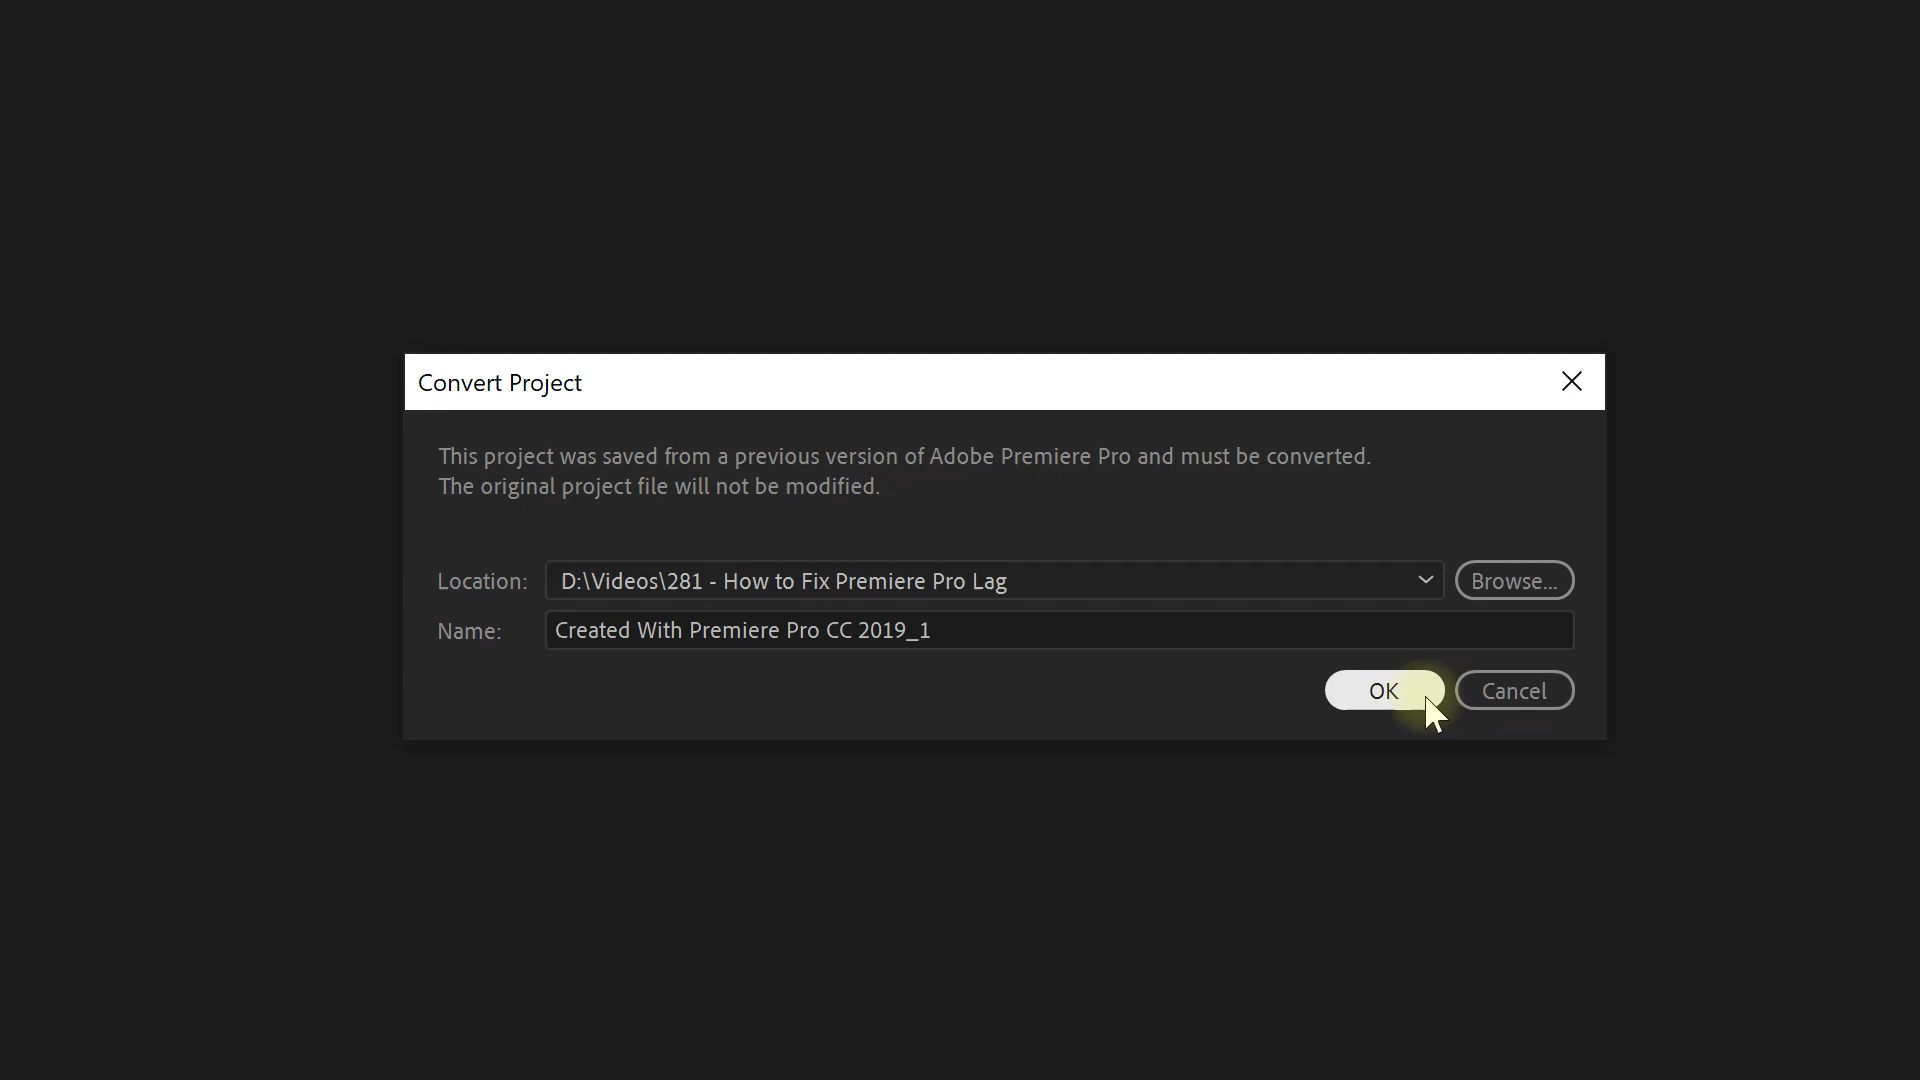 Convert Project
This project was saved from a previous version of Adobe Premiere Pro and must be converted.
The original project file will not be modified.
Location: D:\Videos\281 - How to Fix Premiere Pro Lag Browse...
Name: Created With Premiere Pro CC 2019_1
OK Cancel